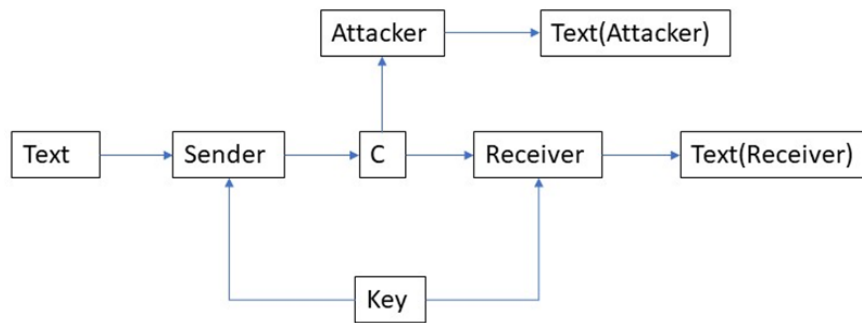 Attacker
Text(Attacker)
Text
Sender
C
Receiver
Text(Receiver)
Key